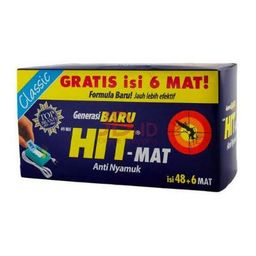 Classic
GRATIS isi 6 MAT!
Formula Baru! Jauh lebih efektif
Generasi BARU
TOP
HIT-MAT
Anti Nyamuk
isi 48+6 MAT